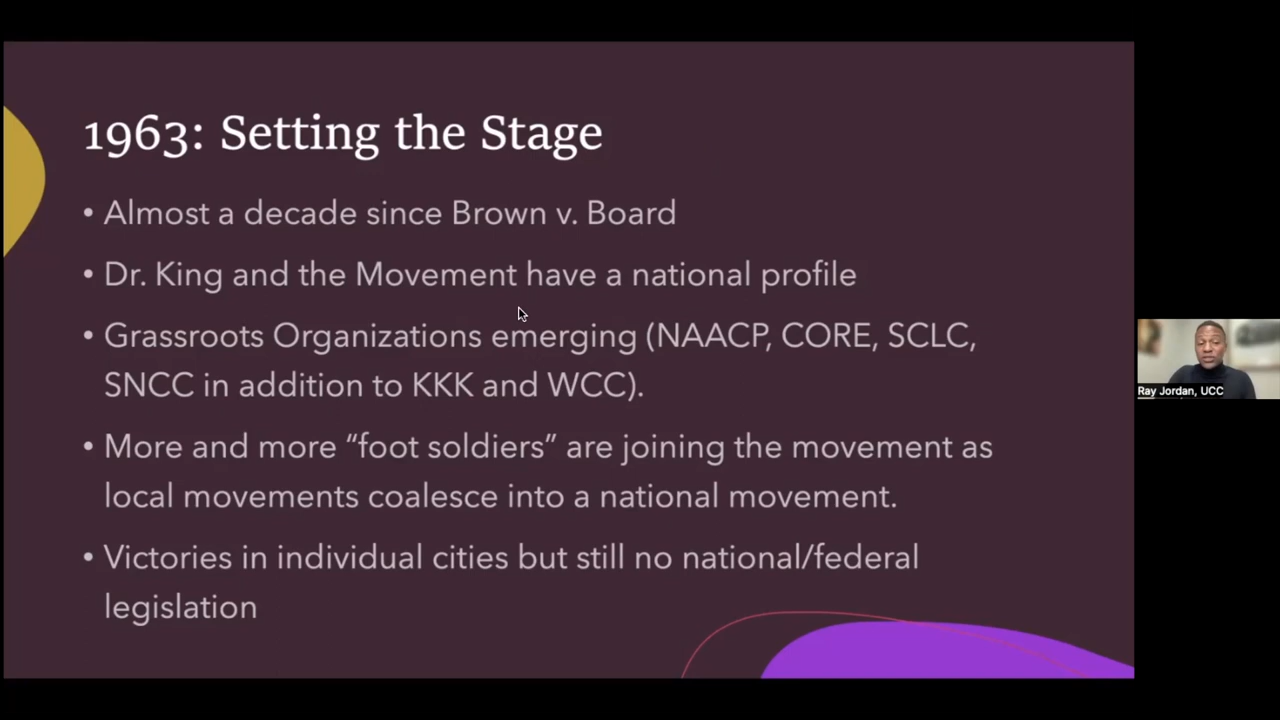 1963: Setting the Stage
• Almost a decade since Brown v. Board
• Dr. King and the Movement have a national profile
• Grassroots Organizations emerging (NAACP, CORE, SCLC,
SNCC in addition to KKK and WCC).
• More and more “foot soldiers” are joining the movement as
local movements coalesce into a national movement.
• Victories in individual cities but still no national/federal
legislation
Ray Jordan, UCC